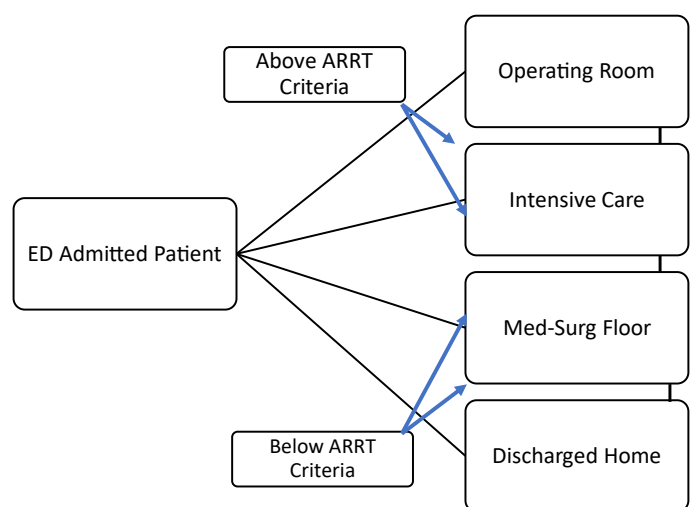 Above ARRT
Criteria
Operating Room
Intensive Care
ED Admitted Patient
Med-Surg Floor
Below ARRT
Criteria
Discharged Home